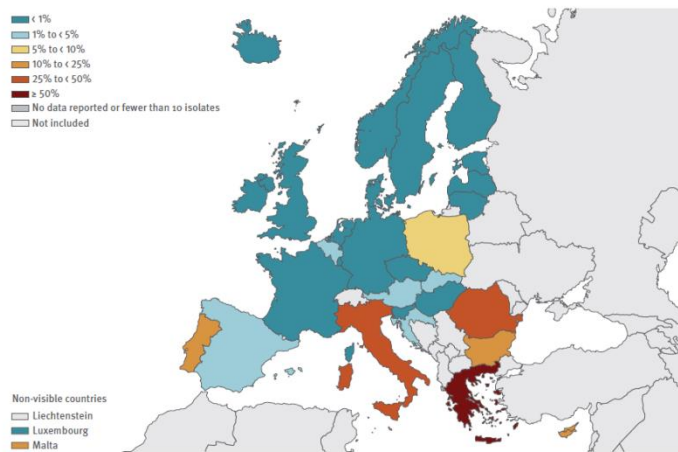 < 1%
1% to < 5%
5% to < 10%
10% to < 25%
25% to < 50%
≥ 50%
No data reported or fewer than 10 isolates
Not included
Non-visible countries
Liechtenstein
Luxembourg
Malta